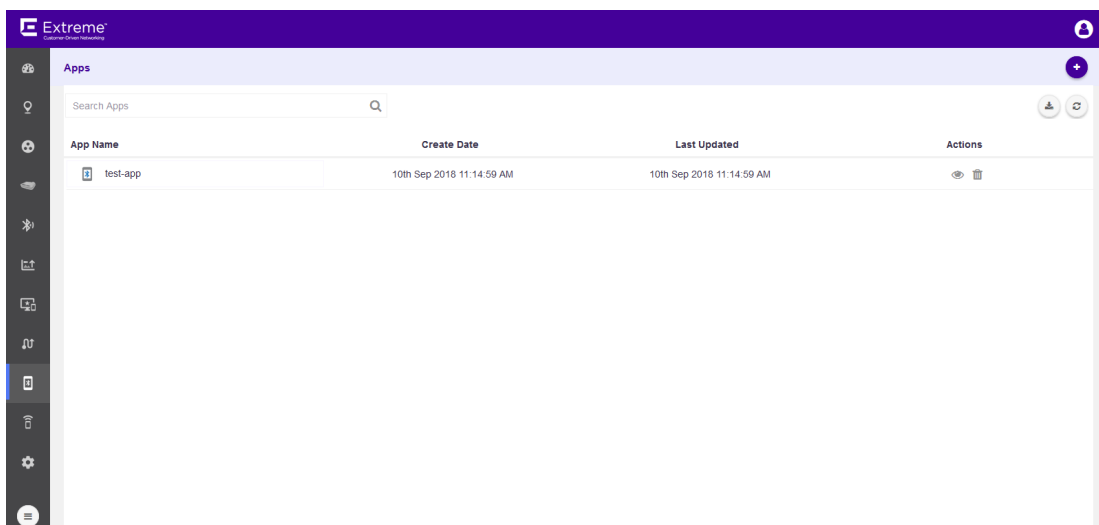 Extreme™
Customer-Driven Networking
Apps
Search Apps
App Name Create Date Last Updated Actions
test-app 10th Sep 2018 11:14:59 AM 10th Sep 2018 11:14:59 AM